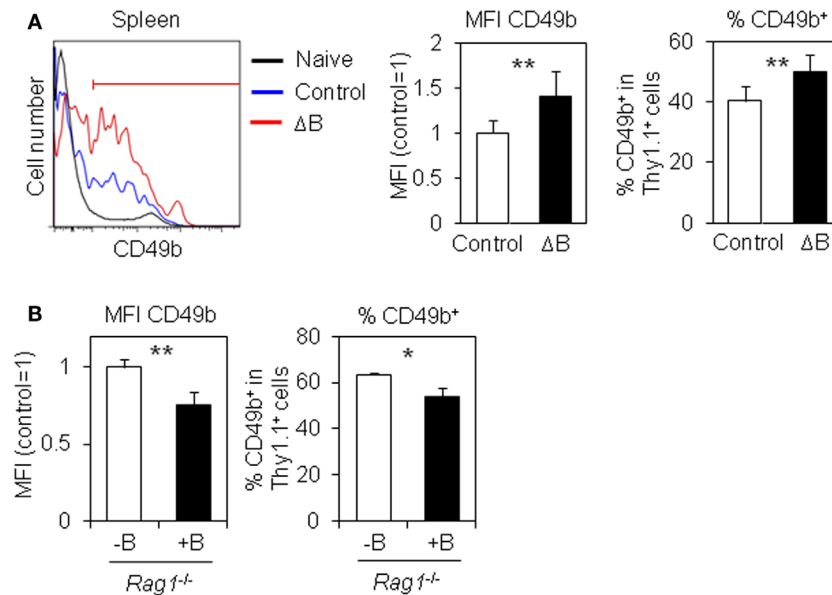 A
Spleen
Cell number
CD49b
Naive
Control
ΔB
MFI CD49b
MFI (control=1)
2
1.5
1
0.5
0
**
Control ΔB
% CD49b⁺
% CD49b⁺ in
Thy1.1⁺ cells
60
40
20
0
**
Control ΔB
B
MFI CD49b
MFI (control=1)
1
0.5
0
**
-B +B
Rag1⁻/⁻
% CD49b⁺
% CD49b⁺ in
Thy1.1⁺ cells
80
60
40
20
0
*
-B +B
Rag1⁻/⁻